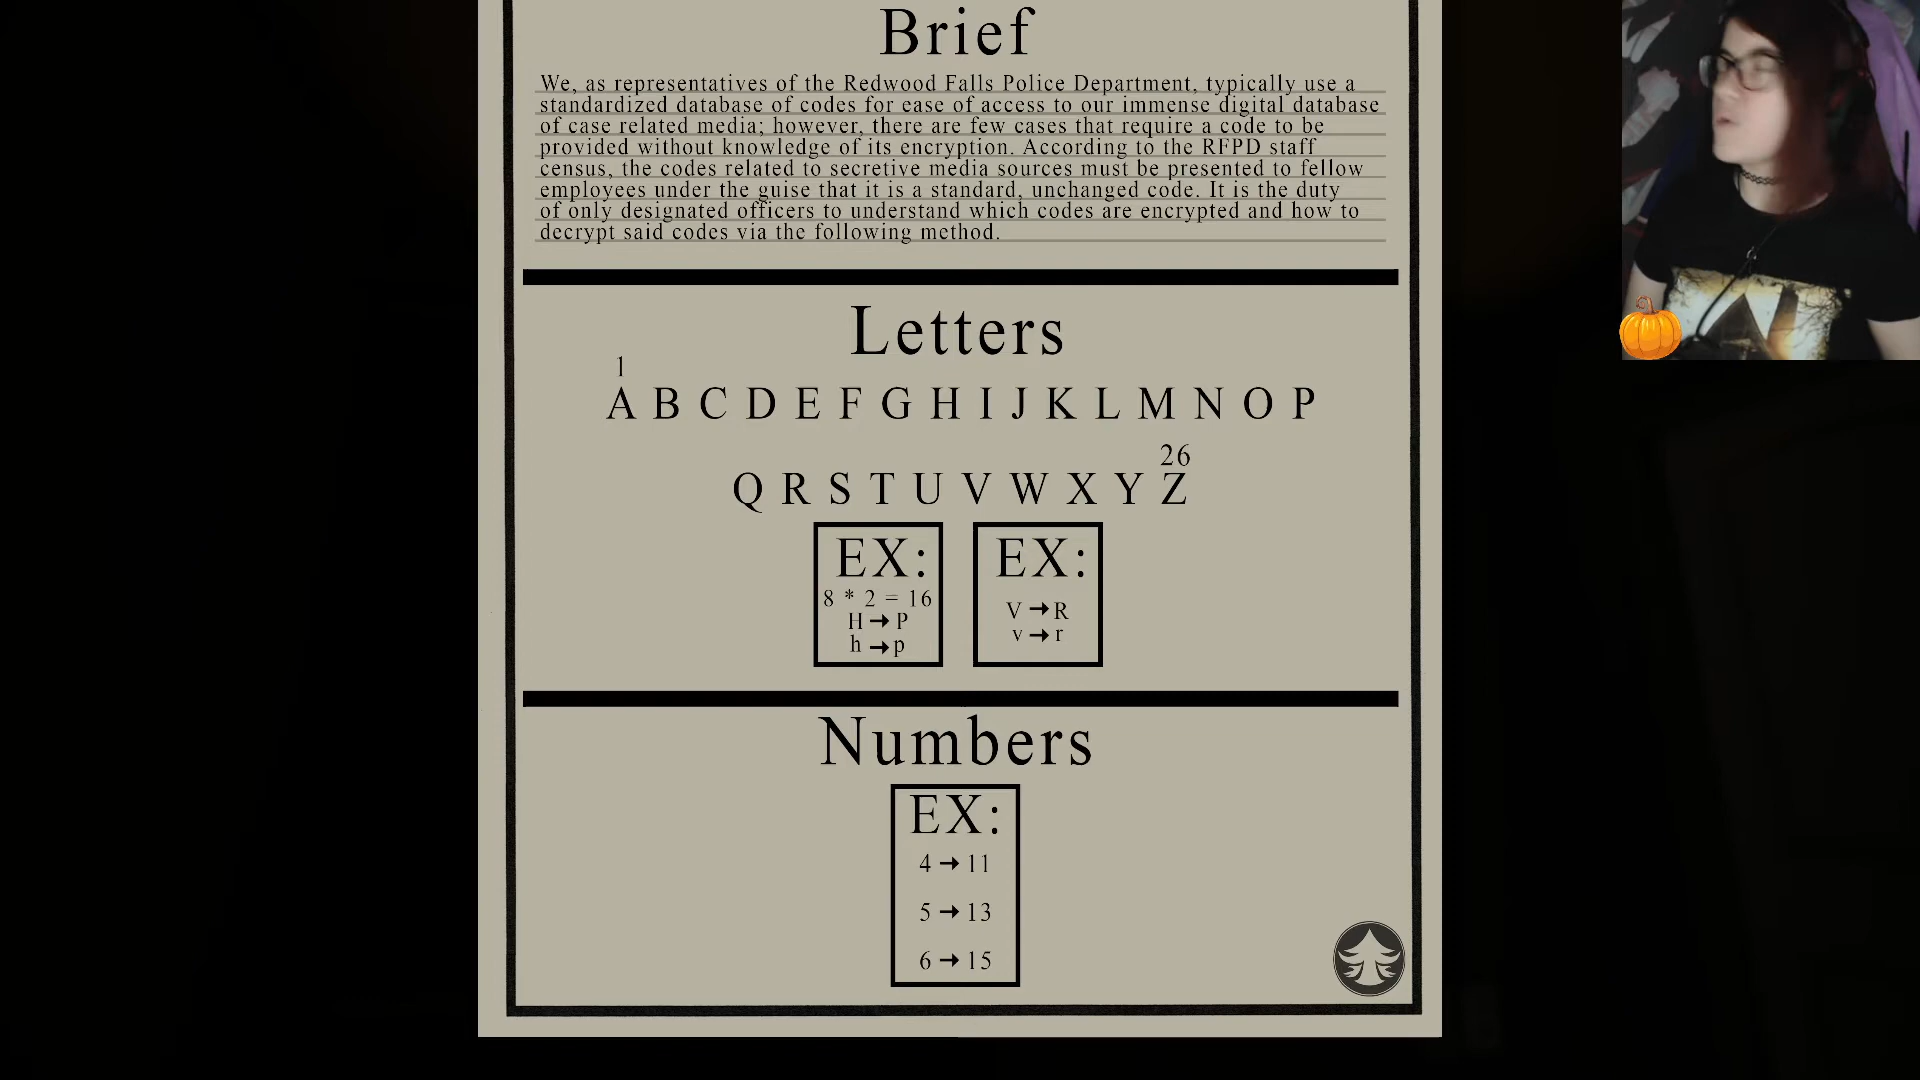 Brief
We, as representatives of the Redwood Falls Police Department, typically use a
standardized database of codes for ease of access to our immense digital database
of case related media; however, there are few cases that require a code to be
provided without knowledge of its encryption. According to the RFPD staff
census, the codes related to secretive media sources must be presented to fellow
employees under the guise that it is a standard, unchanged code. It is the duty
of only designated officers to understand which codes are encrypted and how to
decrypt said codes via the following method.
Letters
1
A B C D E F G H I J K L M N O P
26
Q R S T U V W X Y Z
EX:
8 * 2 = 16
H → P
h → p
EX:
V → R
v → r
Numbers
EX:
4 → 11
5 → 13
6 → 15